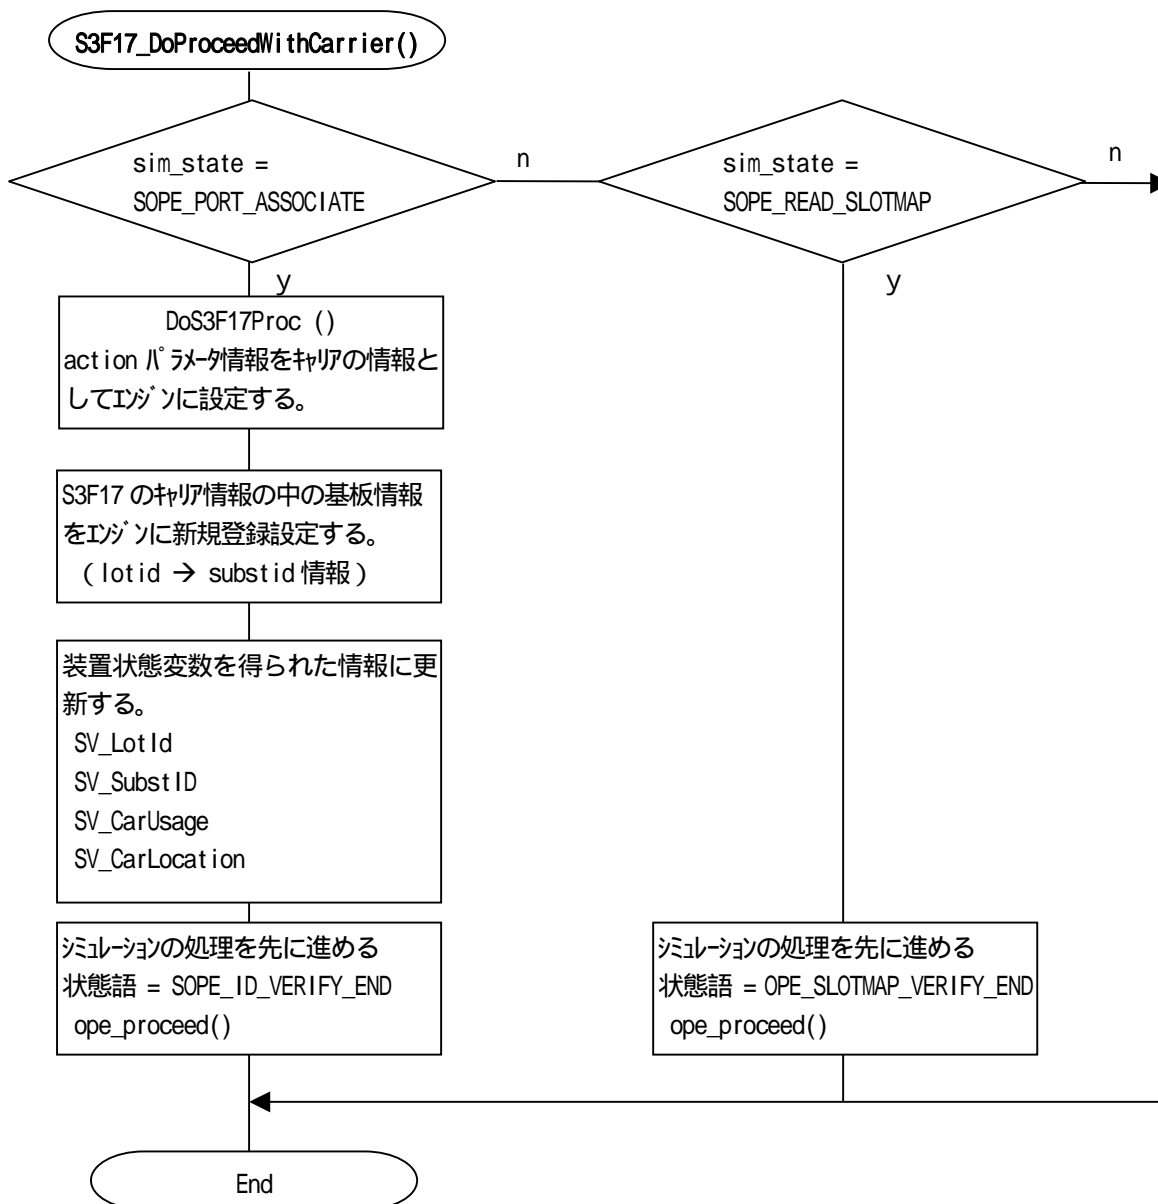 S3F17_DoProceedWithCarrier()
sim_state =
SOPE_PORT_ASSOCIATE
n
sim_state =
SOPE_READ_SLOTMAP
n
y
y
DoS3F17Proc ()
action ﾊﾟﾗﾒｰﾀ情報をｷｬﾘｱの情報と
してｴﾝｼﾞﾝに設定する。
S3F17 のｷｬﾘｱ情報の中の基板情報
をｴﾝｼﾞﾝに新規登録設定する。
（lotid → substid 情報）
装置状態変数を得られた情報に更
新する。
SV_LotId
SV_SubstID
SV_CarUsage
SV_CarLocation
ｼﾐｭﾚｰｼｮﾝの処理を先に進める
状態語 = SOPE_ID_VERIFY_END
ope_proceed()
ｼﾐｭﾚｰｼｮﾝの処理を先に進める
状態語 = OPE_SLOTMAP_VERIFY_END
ope_proceed()
End